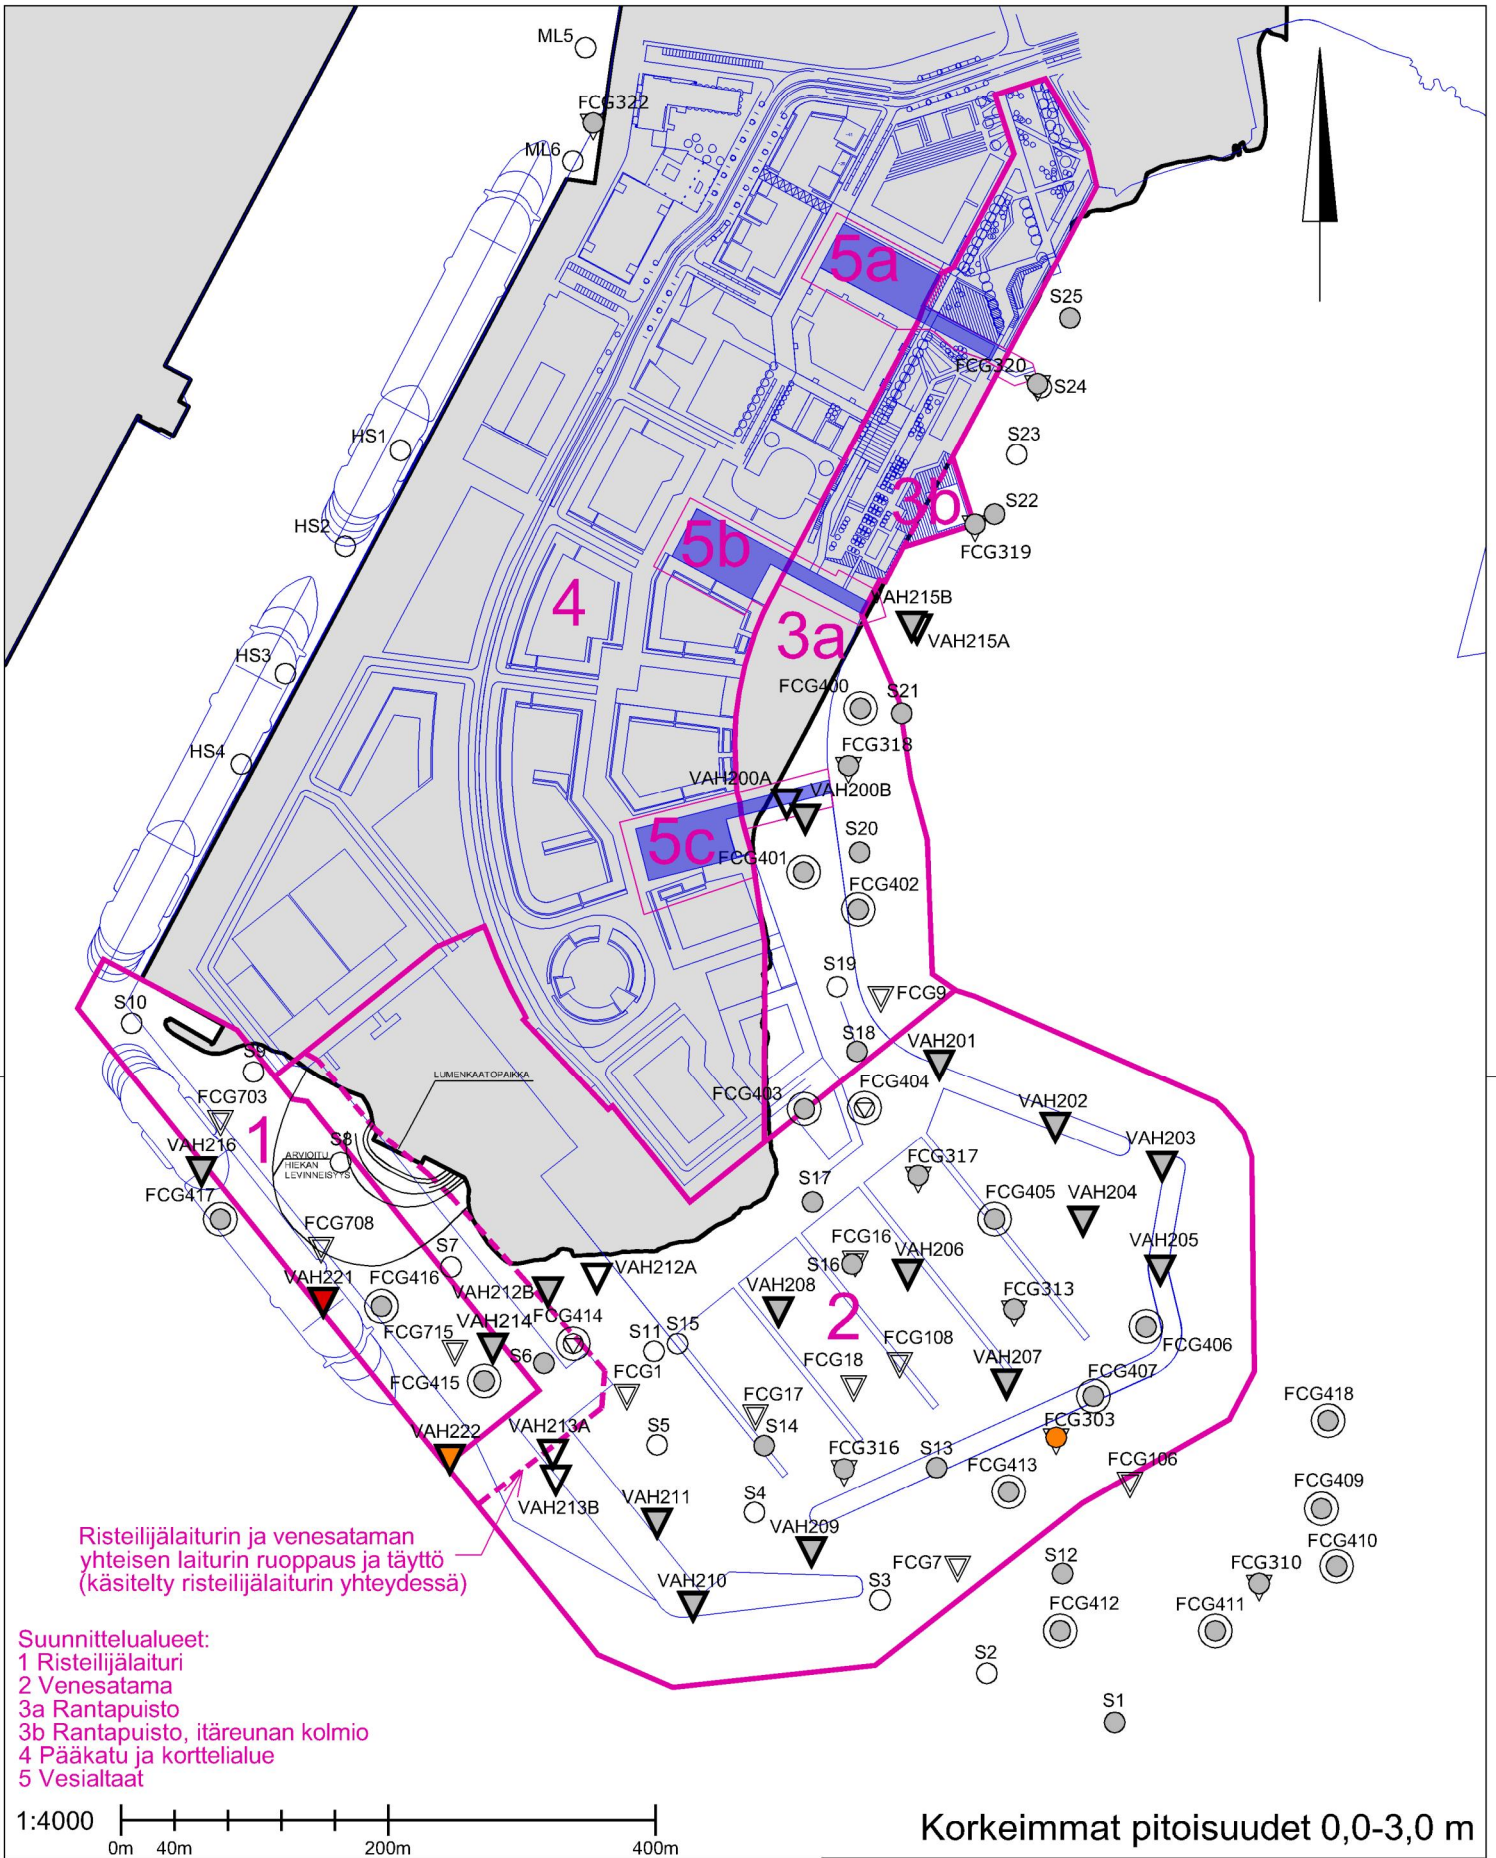 ML5
FCG322
ML6
5a
S25
FCG320
S24
HS1
S23
HS2
3b
S22
FCG319
5b
4
VAH215B
3a
VAH215A
HS3
FCG400
S21
HS4
FCG318
VAH200A
VAH200B
5c
S20
FCG401
FCG402
S19
FCG9
S10
S18
VAH201
S9
LUMENKAATOPAIKKA
FCG703
FCG403
FCG404
VAH202
1
VAH216
S8
VAH203
ARVIOITU
HIEKAN
LEVINNEISYYS
FCG317
FCG417
S17
FCG405
VAH204
FCG708
S7
FCG16
VAH206
VAH205
VAH221
FCG416
VAH212A
S16
VAH212B
VAH208
2
FCG313
FCG715
VAH214
FCG414
S11
S15
FCG406
S6
FCG108
FCG415
FCG1
FCG18
VAH207
FCG407
FCG17
FCG418
VAH222
VAH213A
S5
S14
FCG303
FCG316
S13
FCG413
FCG106
VAH213B
VAH211
S4
FCG409
Risteilijälaiturin ja venesataman
yhteisen laiturin ruoppaus ja täyttö
(käsitelty risteilijälaiturin yhteydessä)
VAH209
FCG7
S12
FCG310
FCG410
VAH210
S3
FCG412
FCG411
Suunnittelualueet:
1 Risteilijälaituri
2 Venesatama
3a Rantapuisto
3b Rantapuisto, itäreunan kolmio
4 Pääkatu ja korttelialue
5 Vesialtaat
S2
S1
1:4000
0m 40m 200m 400m
Korkeimmat pitoisuudet 0,0-3,0 m